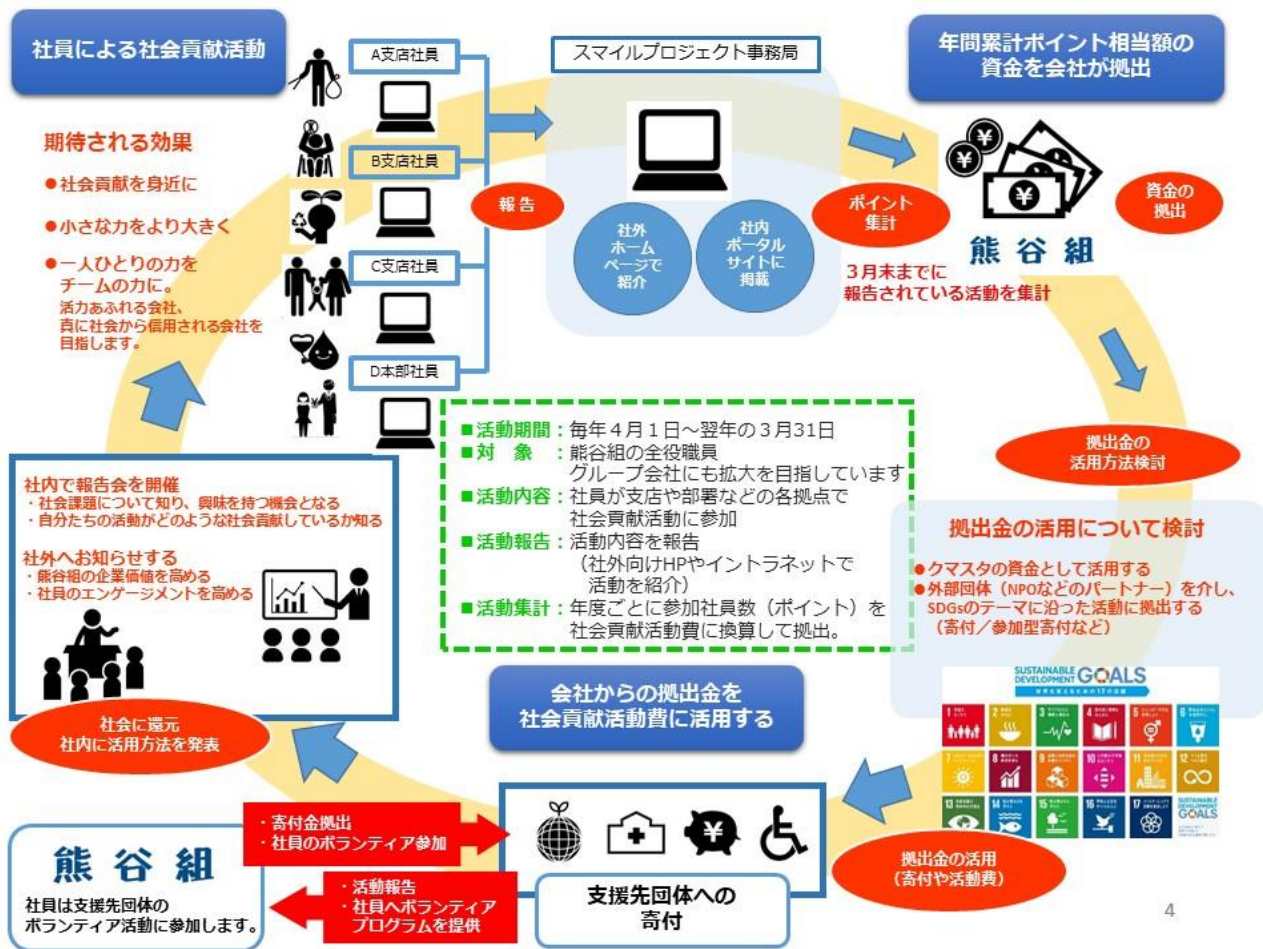 社員による社会貢献活動
A支店社員
B支店社員
C支店社員
D本部社員
期待される効果
●社会貢献を身近に
●小さな力をより大きく
●一人ひとりの力を
チームの力に。
活力あふれる会社、
真に社会から信用される会社を
目指します。
報告
スマイルプロジェクト事務局
社外
ホーム
ページで
紹介
社内
ポータル
サイトに
掲載
ポイント
集計
3月末までに
報告されている活動を集計
年間累計ポイント相当額の
資金を会社が拠出
資金の
拠出
熊谷組
拠出金の
活用方法検討
■活動期間：毎年4月1日～翌年の3月31日
■対　象　：熊谷組の全役職員
グループ会社にも拡大を目指しています
■活動内容：社員が支店や部署などの各拠点で
社会貢献活動に参加
■活動報告：活動内容を報告
（社外向けHPやイントラネットで
活動を紹介）
■活動集計：年度ごとに参加社員数（ポイント）を
社会貢献活動費に換算して拠出。
拠出金の活用について検討
●クマスタの資金として活用する
●外部団体（NPOなどのパートナー）を介し、
SDGsのテーマに沿った活動に拠出する
（寄付／参加型寄付など）
SUSTAINABLE
DEVELOPMENT GOALS
1
2
3
4
5
6
7
8
9
10
11
12
13
14
15
16
17
SUSTAINABLE
DEVELOPMENT
GOALS
拠出金の活用
（寄付や活動費）
会社からの拠出金を
社会貢献活動費に活用する
支援先団体への
寄付
・寄付金拠出
・社員のボランティア参加
・活動報告
・社員へボランティア
プログラムを提供
熊谷組
社員は支援先団体の
ボランティア活動に参加します。
社内で報告会を開催
・社会課題について知り、興味を持つ機会となる
・自分たちの活動がどのような社会貢献しているか知る
社外へお知らせする
・熊谷組の企業価値を高める
・社員のエンゲージメントを高める
社会に還元
社内に活用方法を発表
4